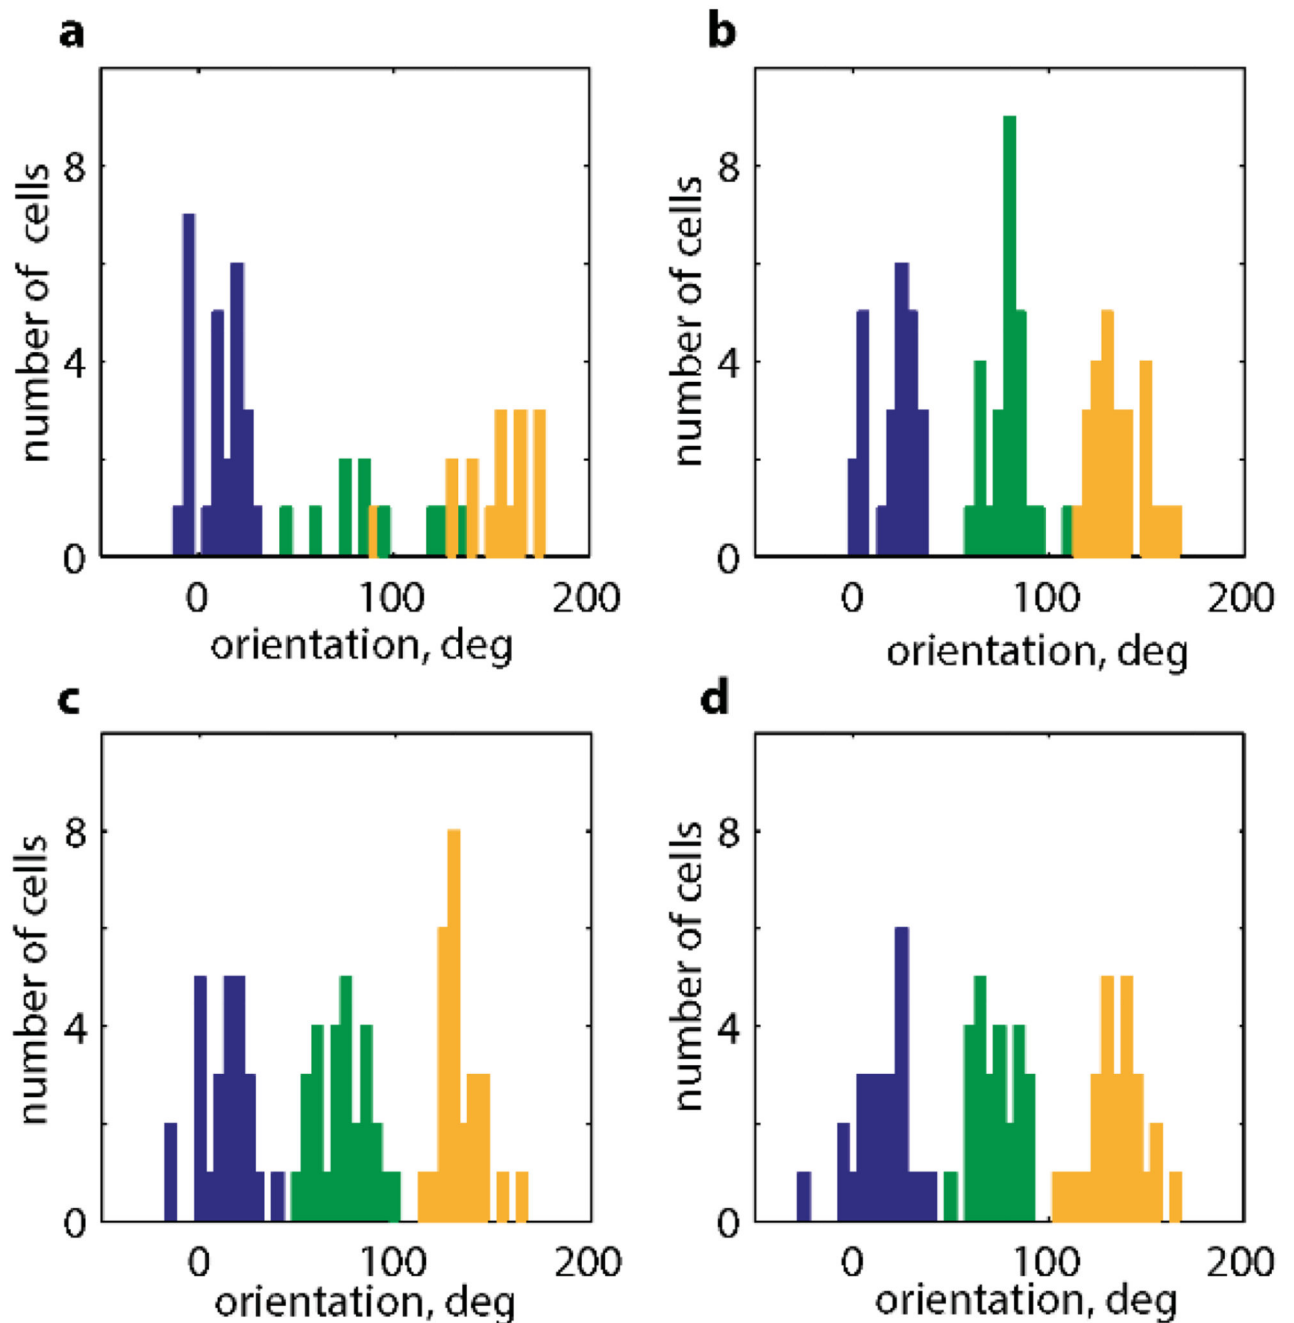 a
b
number of cells
8
4
0
0
100
200
orientation, deg
number of cells
8
4
0
0
100
200
orientation, deg
c
d
number of cells
8
4
0
0
100
200
orientation, deg
number of cells
8
4
0
0
100
200
orientation, deg